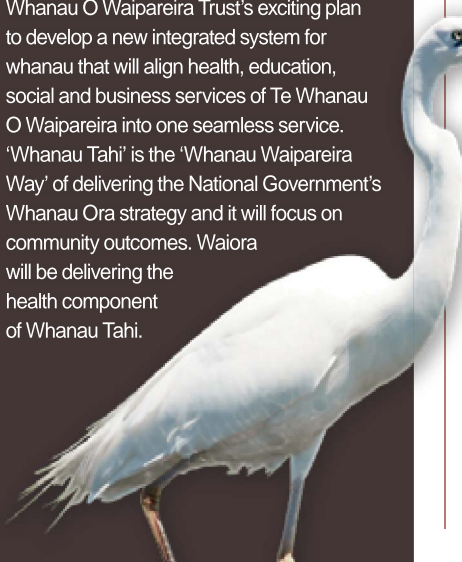 Whanau O Waipareira Trust's exciting plan
to develop a new integrated system for
whanau that will align health, education,
social and business services of Te Whanau
O Waipareira into one seamless service.
‘Whanau Tahi’ is the ‘Whanau Waipareira
Way’ of delivering the National Government’s
Whanau Ora strategy and it will focus on
community outcomes. Waiora
will be delivering the
health component
of Whanau Tahi.